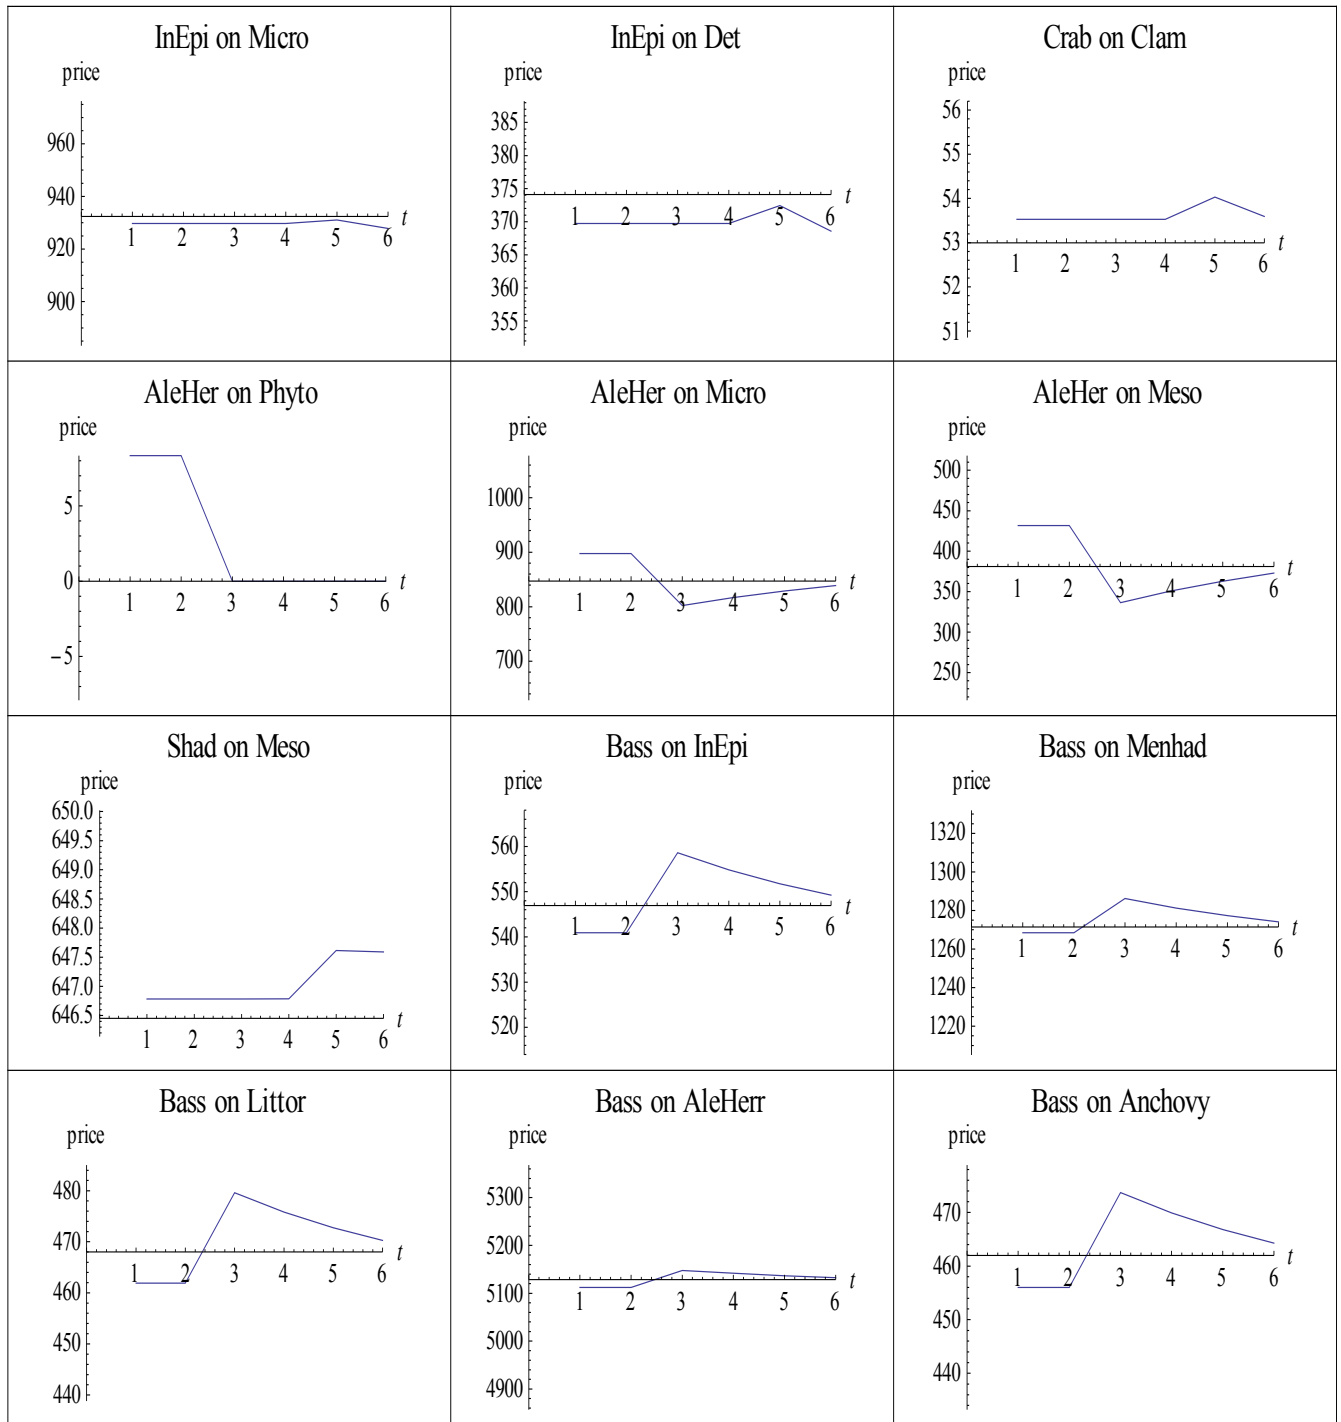 InEpi on Micro
price
960
940
920
900
1 2 3 4 5 6 t
InEpi on Det
price
385
380
375
370
365
360
355
1 2 3 4 5 6 t
Crab on Clam
price
56
55
54
53
52
51
1 2 3 4 5 6 t
AleHer on Phyto
price
5
0
−5
1 2 3 4 5 6 t
AleHer on Micro
price
1000
900
800
700
1 2 3 4 5 6 t
AleHer on Meso
price
500
450
400
350
300
250
1 2 3 4 5 6 t
Shad on Meso
price
650.0
649.5
649.0
648.5
648.0
647.5
647.0
646.5
1 2 3 4 5 6 t
Bass on InEpi
price
560
550
540
530
520
1 2 3 4 5 6 t
Bass on Menhad
price
1320
1300
1280
1260
1240
1220
1 2 3 4 5 6 t
Bass on Littor
price
480
470
460
450
440
1 2 3 4 5 6 t
Bass on AleHerr
price
5300
5200
5100
5000
4900
1 2 3 4 5 6 t
Bass on Anchovy
price
470
460
450
440
1 2 3 4 5 6 t